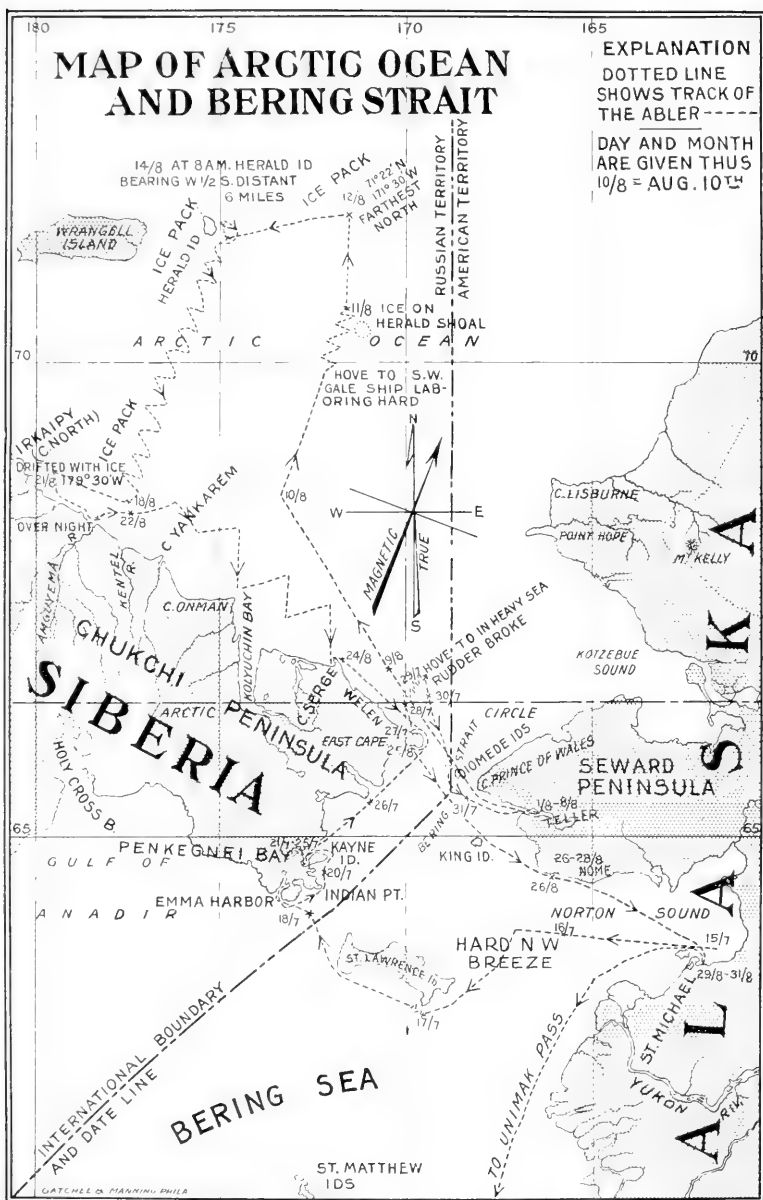 180
175
170
165
MAP OF ARCTIC OCEAN
AND BERING STRAIT
EXPLANATION
DOTTED LINE
SHOWS TRACK OF
THE ABLER
DAY AND MONTH
ARE GIVEN THUS
10/8 = AUG. 10TH
14/8 AT 8AM. HERALD ID
BEARING W 1/2 S. DISTANT
6 MILES
ICE PACK
12/8
71°22'N
171°30'W
FARTHEST
NORTH
RUSSIAN TERRITORY
AMERICAN TERRITORY
WRANGELL
ISLAND
ICE PACK
HERALD ID
11/8 ICE ON
HERALD SHOAL
ARCTIC OCEAN
70
70
HOVE TO S.W.
GALE SHIP LAB-
ORING HARD
IRKAIPY
(C. NORTH)
ICE PACK
DRIFTED WITH ICE
21/8 179°30'W
18/8
22/8
OVER NIGHT
C YANKAREM
10/8
N
W
E
S
MAGNETIC
TRUE
C. LISBURNE
POINT HOPE
MT KELLY
AMGUYEMA R.
KENTEL R.
C. ONMAN
KOLYUCHIN BAY
CHUKCHI
PENINSULA
SIBERIA
24/8
19/8
29/7 HOVE TO IN HEAVY SEA
RUDDER BROKE
30/7
28/7
27/7
KOTZEBUE
SOUND
C. SERGE
WELEN
ARCTIC CIRCLE
EAST CAPE
BERING STRAIT
DIOMEDE IDS
C. PRINCE OF WALES
SEWARD
PENINSULA
HOLY CROSS B.
26/7
31/7
1/8-8/8
TELLER
65
65
PENKEGNEI BAY
KAYNE
ID.
20/7
KING ID.
26-28/8
NOME
26/8
GULF OF
ANADIR
EMMA HARBOR
INDIAN PT.
18/7
NORTON SOUND
16/7
15/7
HARD N W
BREEZE
ST. LAWRENCE ID.
17/7
29/8-31/8
ST. MICHAEL
YUKON
RIV.
ALASKA
INTERNATIONAL BOUNDARY
AND DATE LINE
BERING SEA
TO UNIMAK PASS
ST. MATTHEW
IDS
GATCHEL & MANNING PHILA